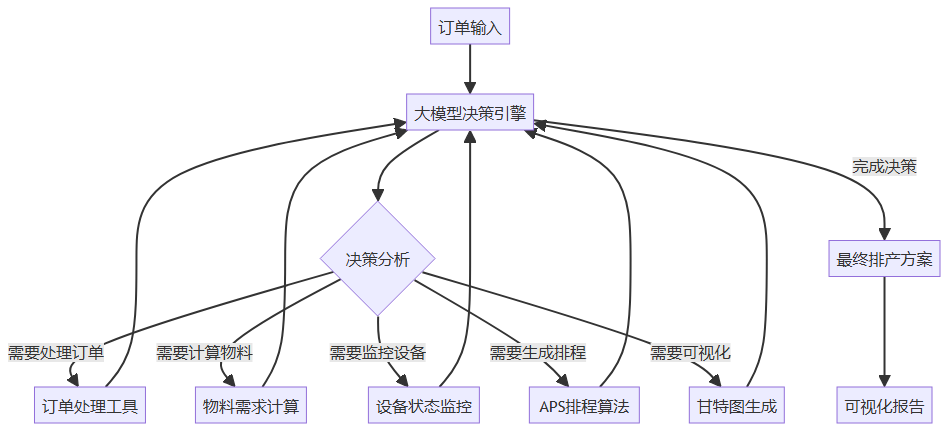 订单输入
大模型决策引擎
完成决策
决策分析
最终排产方案
需要处理订单
需要计算物料
需要监控设备
需要生成排程
需要可视化
订单处理工具
物料需求计算
设备状态监控
APS排程算法
甘特图生成
可视化报告